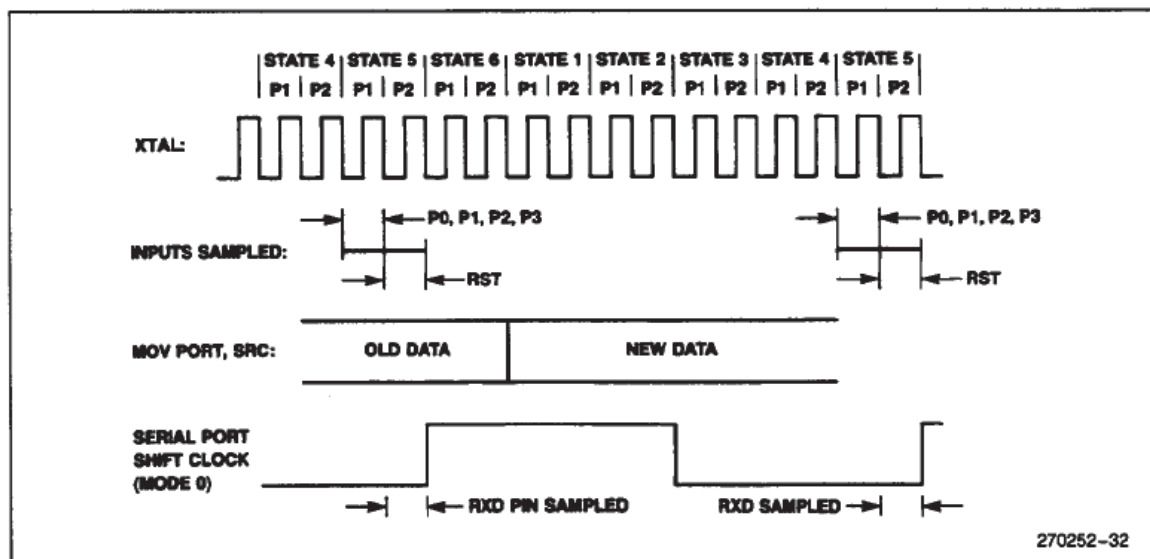 STATE 4 STATE 5 STATE 6 STATE 1 STATE 2 STATE 3 STATE 4 STATE 5
P1 P2 P1 P2 P1 P2 P1 P2 P1 P2 P1 P2 P1 P2 P1 P2
XTAL:
P0, P1, P2, P3 P0, P1, P2, P3
INPUTS SAMPLED:
RST RST
MOV PORT, SRC: OLD DATA NEW DATA
SERIAL PORT
SHIFT CLOCK
(MODE 0)
RXD PIN SAMPLED RXD SAMPLED
270252-32